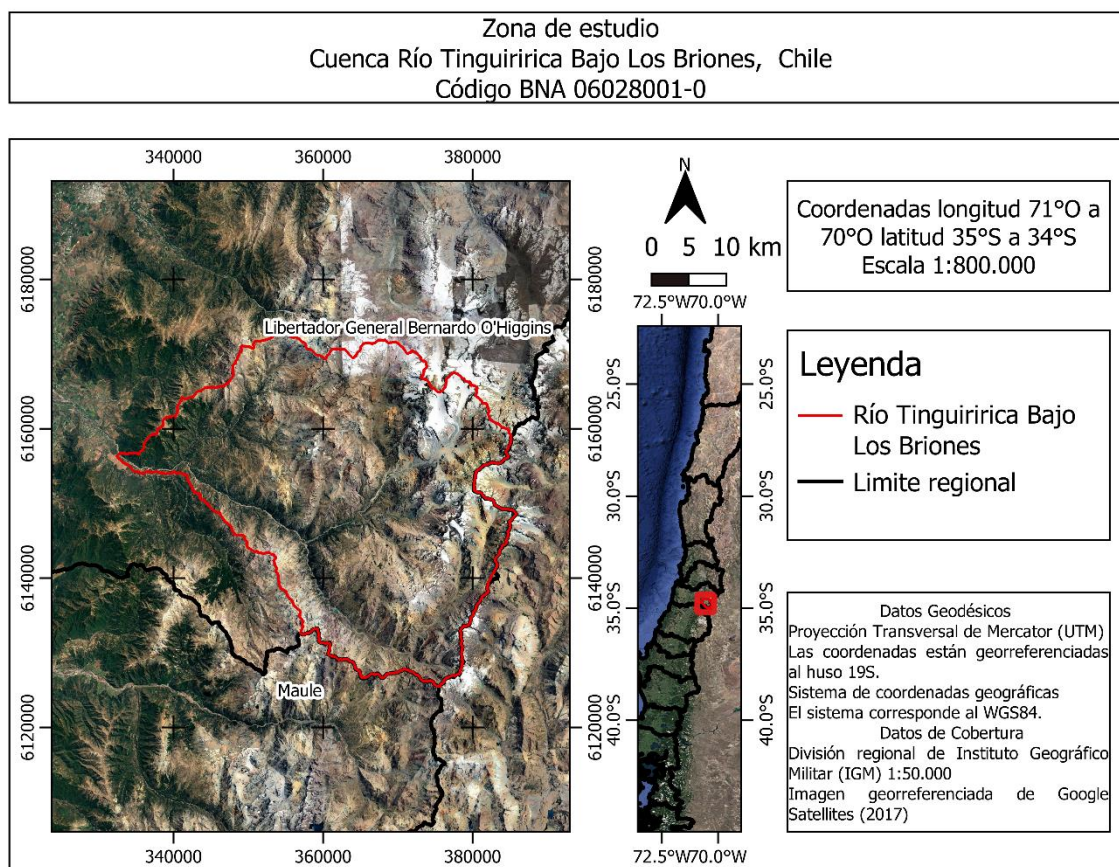 Zona de estudio
Cuenca Río Tinguiririca Bajo Los Briones, Chile
Código BNA 06028001-0
340000 360000 380000
6180000
6160000
6140000
6120000
Libertador General Bernardo O'Higgins
Maule
6180000
6160000
6140000
6120000
340000 360000 380000
N
0 5 10 km
72.5°W 70.0°W
25.0°S
30.0°S
35.0°S
40.0°S
25.0°S
30.0°S
35.0°S
40.0°S
72.5°W 70.0°W
Coordenadas longitud 71°O a
70°O latitud 35°S a 34°S
Escala 1:800.000
Leyenda
Río Tinguiririca Bajo
Los Briones
Limite regional
Datos Geodésicos
Proyección Transversal de Mercator (UTM)
Las coordenadas están georreferenciadas
al huso 19S.
Sistema de coordenadas geográficas
El sistema corresponde al WGS84.
Datos de Cobertura
División regional de Instituto Geográfico
Militar (IGM) 1:50.000
Imagen georreferenciada de Google
Satellites (2017)